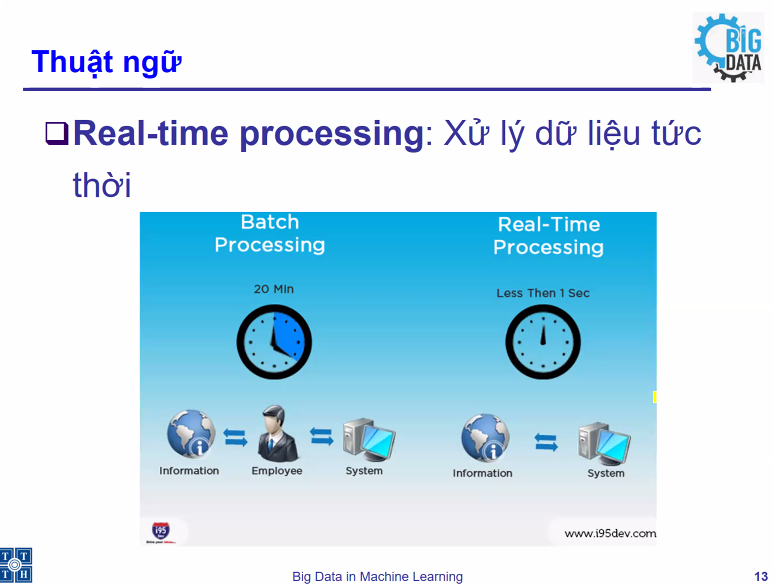 BIG
DATA
Thuật ngữ
Real-time processing: Xử lý dữ liệu tức
thời
Batch
Processing
20 Min
Information
Employee
System
Real-Time
Processing
Less Then 1 Sec
Information
System
i95
www.i95dev.com
T T
T H
Big Data in Machine Learning
13